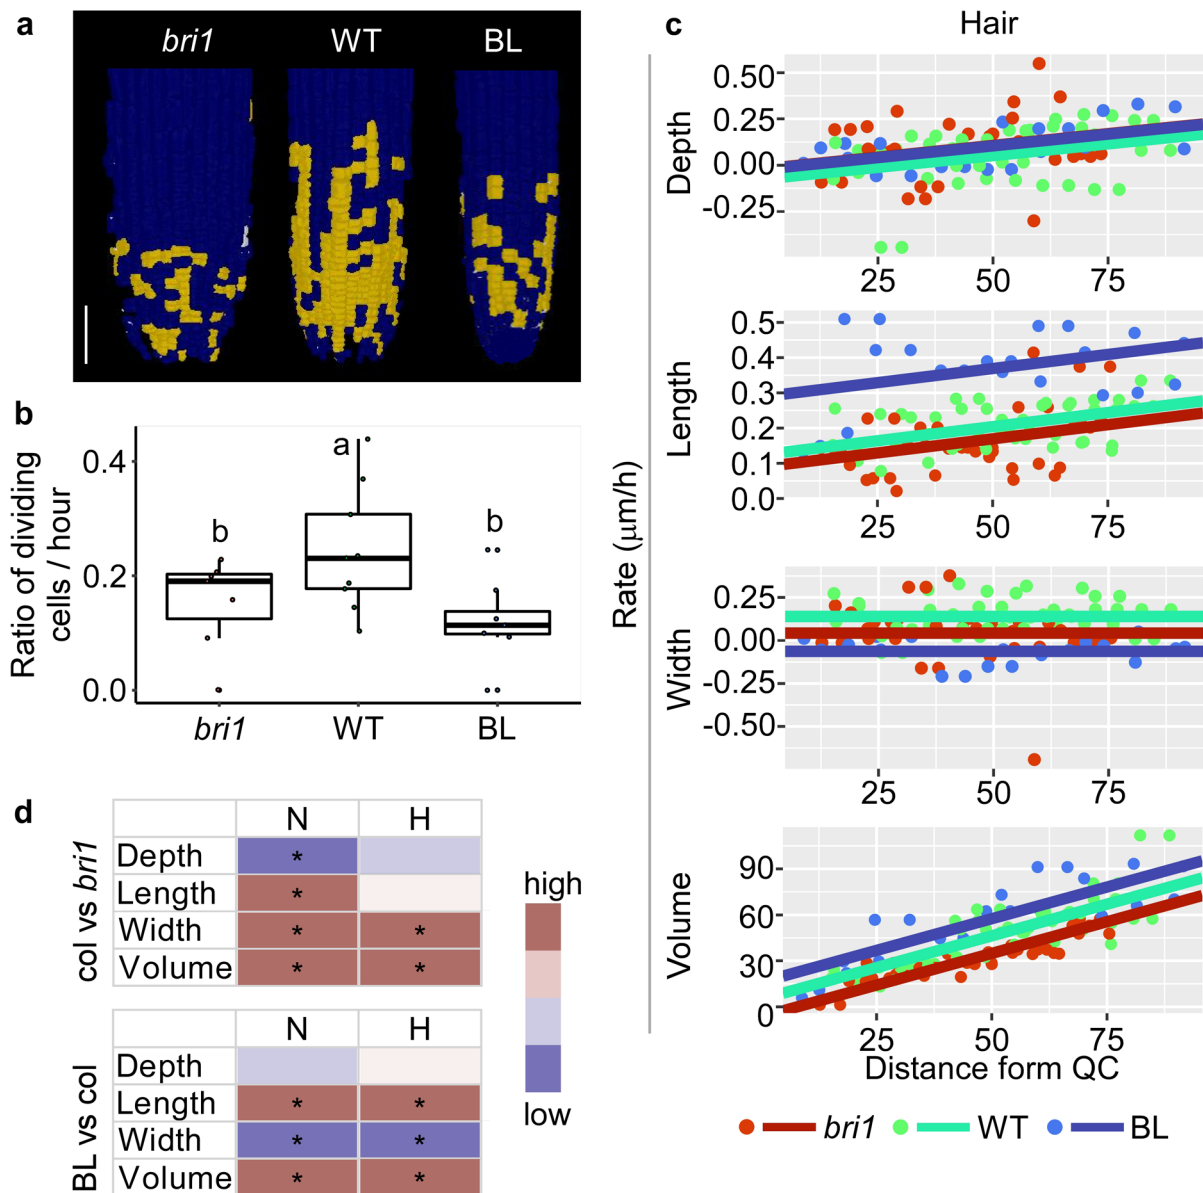 a
bri1 WT BL
b
Ratio of dividing
cells / hour
0.4
0.2
0.0
b
a
b
bri1 WT BL
c
Hair
Rate (µm/h)
Depth
0.50
0.25
0.00
-0.25
25 50 75
Length
0.5
0.4
0.3
0.2
0.1
0.0
25 50 75
Width
0.25
0.00
-0.25
-0.50
25 50 75
Volume
90
60
30
0
25 50 75
Distance form QC
bri1 WT BL
d
col vs bri1
N H
Depth *
Length *
Width * *
Volume * *
BL vs col
N H
Depth
Length * *
Width * *
Volume * *
high
low